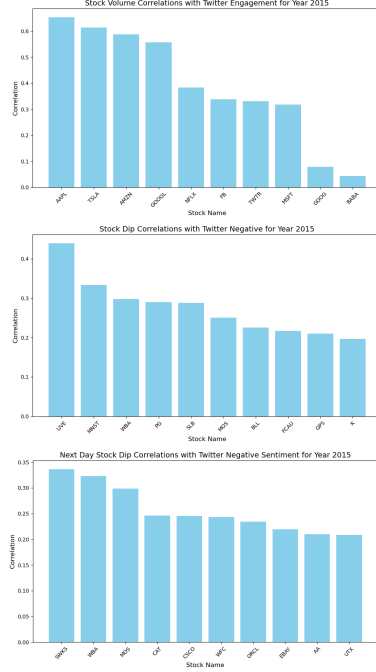 Stock Volume Correlations with Twitter Engagement for Year 2015
Correlation
0.6
0.5
0.4
0.3
0.2
0.1
0.0
AAPL TSLA AMZN GOOGL NFLX FB TWTR MSFT GOOG BABA
Stock Name
Stock Dip Correlations with Twitter Negative for Year 2015
Correlation
0.4
0.3
0.2
0.1
0.0
LIVE MNST WBA PG SLB MOS BLL FCAU GPS K
Stock Name
Next Day Stock Dip Correlations with Twitter Negative Sentiment for Year 2015
Correlation
0.35
0.30
0.25
0.20
0.15
0.10
0.05
0.00
SWKS WBA MOS CAT CSCO WFC ORCL EBAY AA UTX
Stock Name